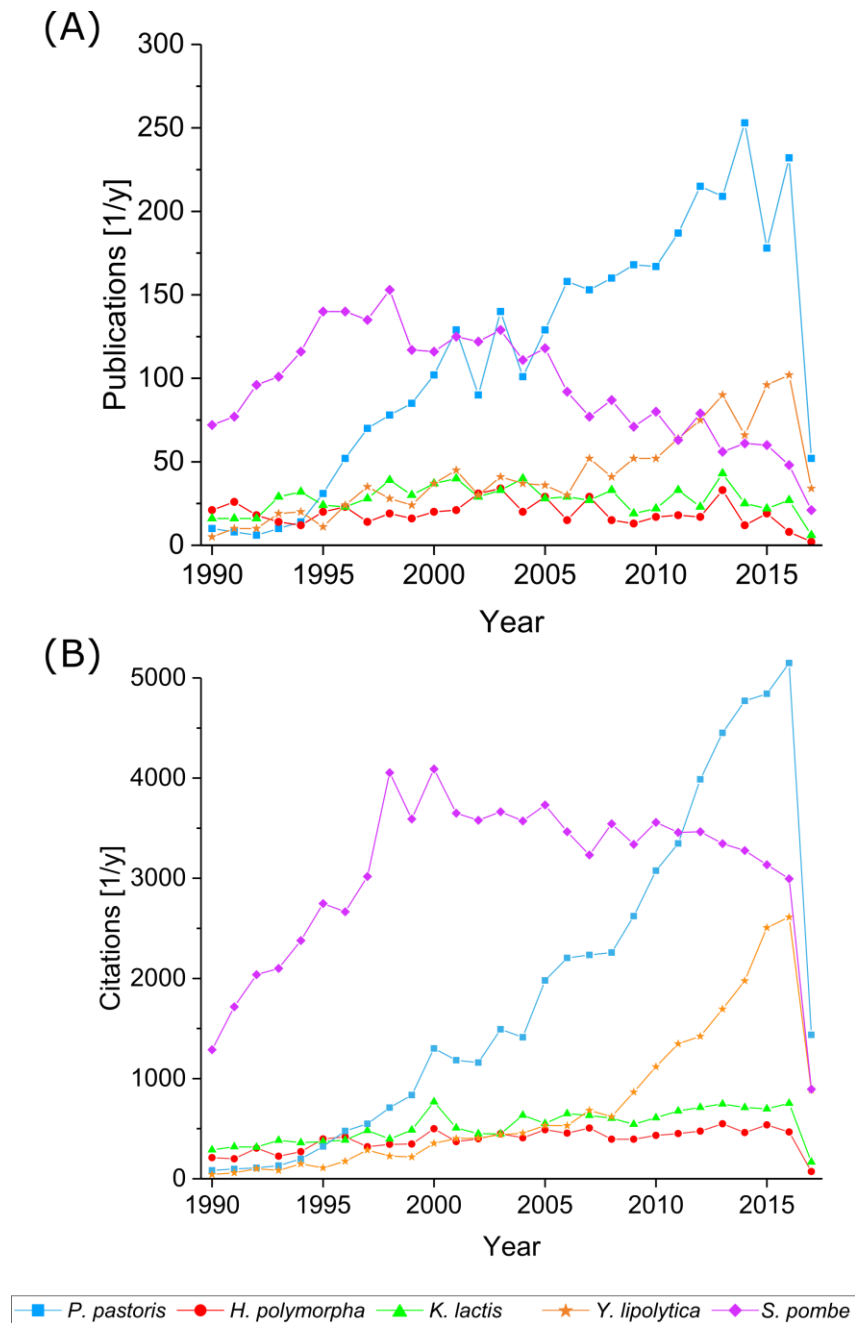 (A)
300
250
200
150
100
50
0
Publications [1/y]
1990 1995 2000 2005 2010 2015
Year
(B)
5000
4000
3000
2000
1000
0
Citations [1/y]
1990 1995 2000 2005 2010 2015
Year
P. pastoris H. polymorpha K. lactis Y. lipolytica S. pombe